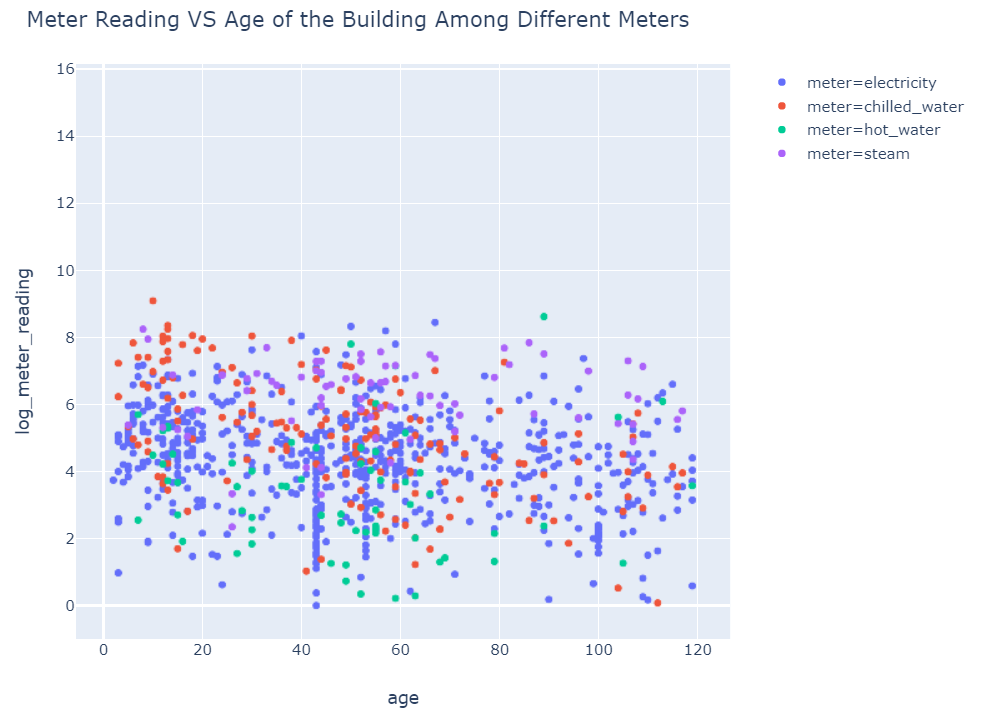 Meter Reading VS Age of the Building Among Different Meters
16
14
12
10
8
6
4
2
0
log_meter_reading
0 20 40 60 80 100 120
age
meter=electricity
meter=chilled_water
meter=hot_water
meter=steam